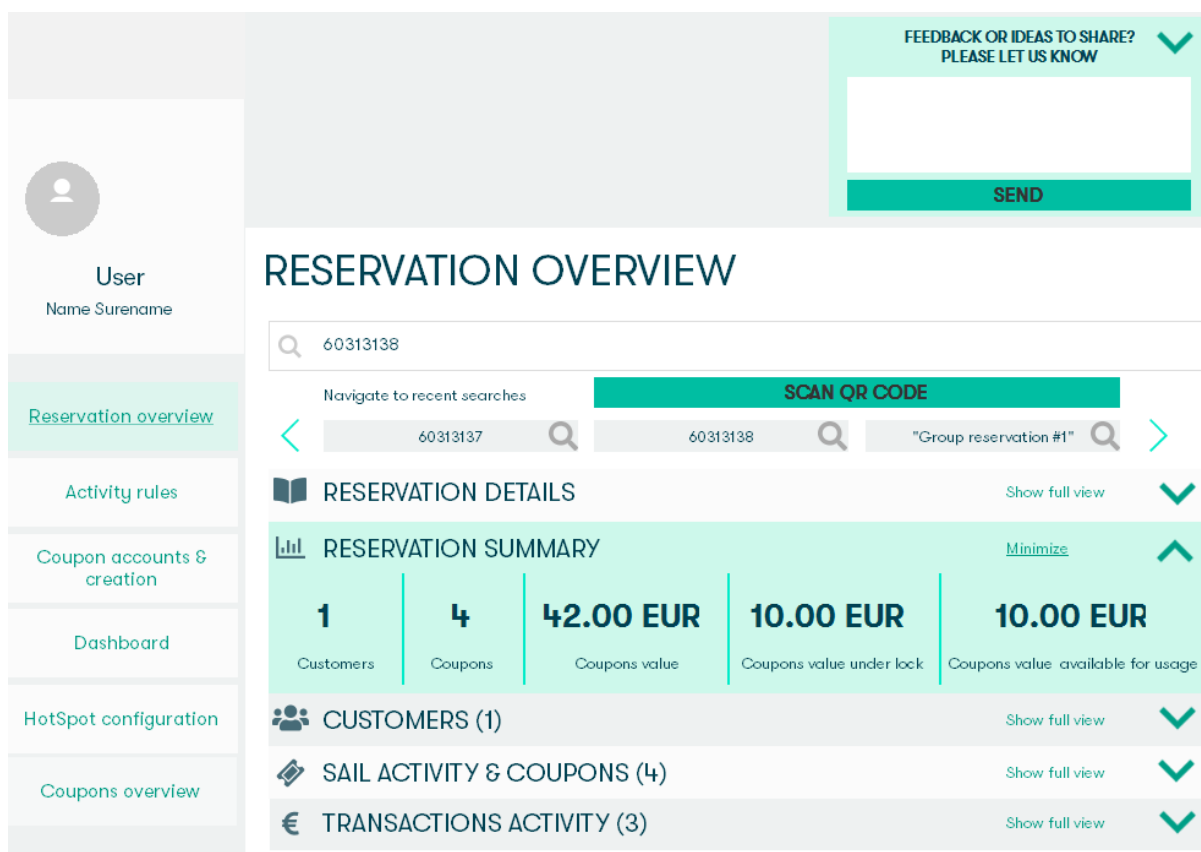 FEEDBACK OR IDEAS TO SHARE?
PLEASE LET US KNOW
SEND
User
Name Surename
Reservation overview
Activity rules
Coupon accounts &
creation
Dashboard
HotSpot configuration
Coupons overview
RESERVATION OVERVIEW
60313138
Navigate to recent searches
SCAN QR CODE
60313137
60313138
"Group reservation #1"
RESERVATION DETAILS
Show full view
RESERVATION SUMMARY
Minimize
1
Customers
4
Coupons
42.00 EUR
Coupons value
10.00 EUR
Coupons value under lock
10.00 EUR
Coupons value available for usage
CUSTOMERS (1)
Show full view
SAIL ACTIVITY & COUPONS (4)
Show full view
€ TRANSACTIONS ACTIVITY (3)
Show full view